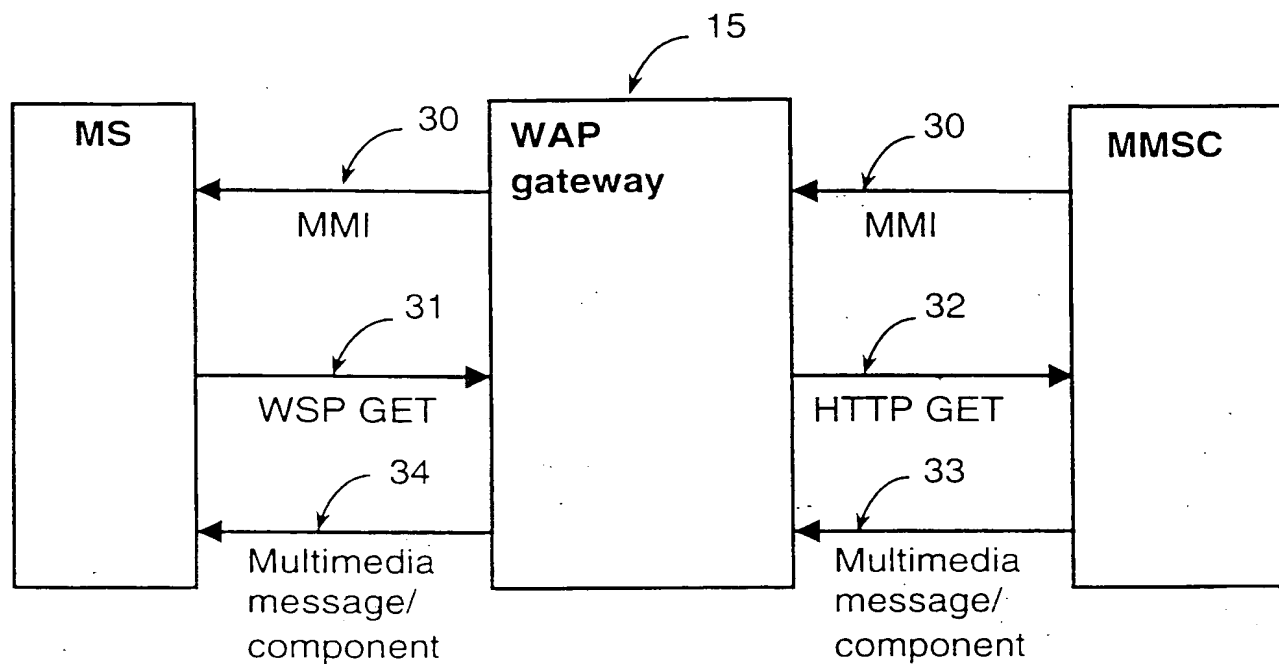 15
MS
30
WAP
gateway
30
MMSC
MMI
MMI
31
32
WSP GET
HTTP GET
34
33
Multimedia
message/
component
Multimedia
message/
component